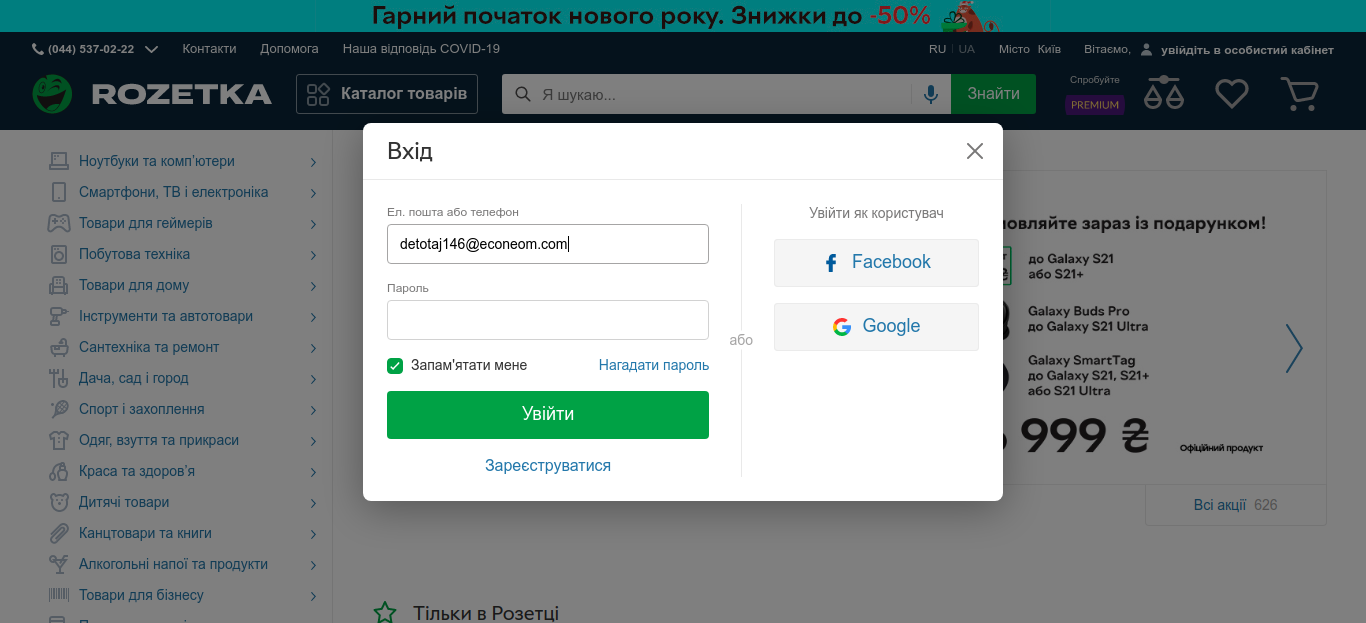 Гарний початок нового року. Знижки до -50%
(044) 537-02-22 Контакти Допомога Наша відповідь COVID-19 RU UA Місто Київ Вітаємо, увійдіть в особистий кабінет
ROZETKA Каталог товарів Я шукаю... Знайти
Спробуйте
PREMIUM
Вхід
Ел. пошта або телефон
detotaj146@econeom.com
Пароль
Запам'ятати мене Нагадати пароль
Увійти
Зареєструватися
або
Увійти як користувач
Facebook
Google
Ноутбуки та комп'ютери
Смартфони, ТВ і електроніка
Товари для геймерів
Побутова техніка
Товари для дому
Інструменти та автотовари
Сантехніка та ремонт
Дача, сад і город
Спорт і захоплення
Одяг, взуття та прикраси
Краса та здоров'я
Дитячі товари
Канцтовари та книги
Алкогольні напої та продукти
Товари для бізнесу
мовляйте зараз із подарунком!
до Galaxy S21
або S21+
Galaxy Buds Pro
до Galaxy S21 Ultra
Galaxy SmartTag
до Galaxy S21, S21+
або S21 Ultra
999 ₴
Офіційний продукт
Всі акції 626
Тільки в Розетці